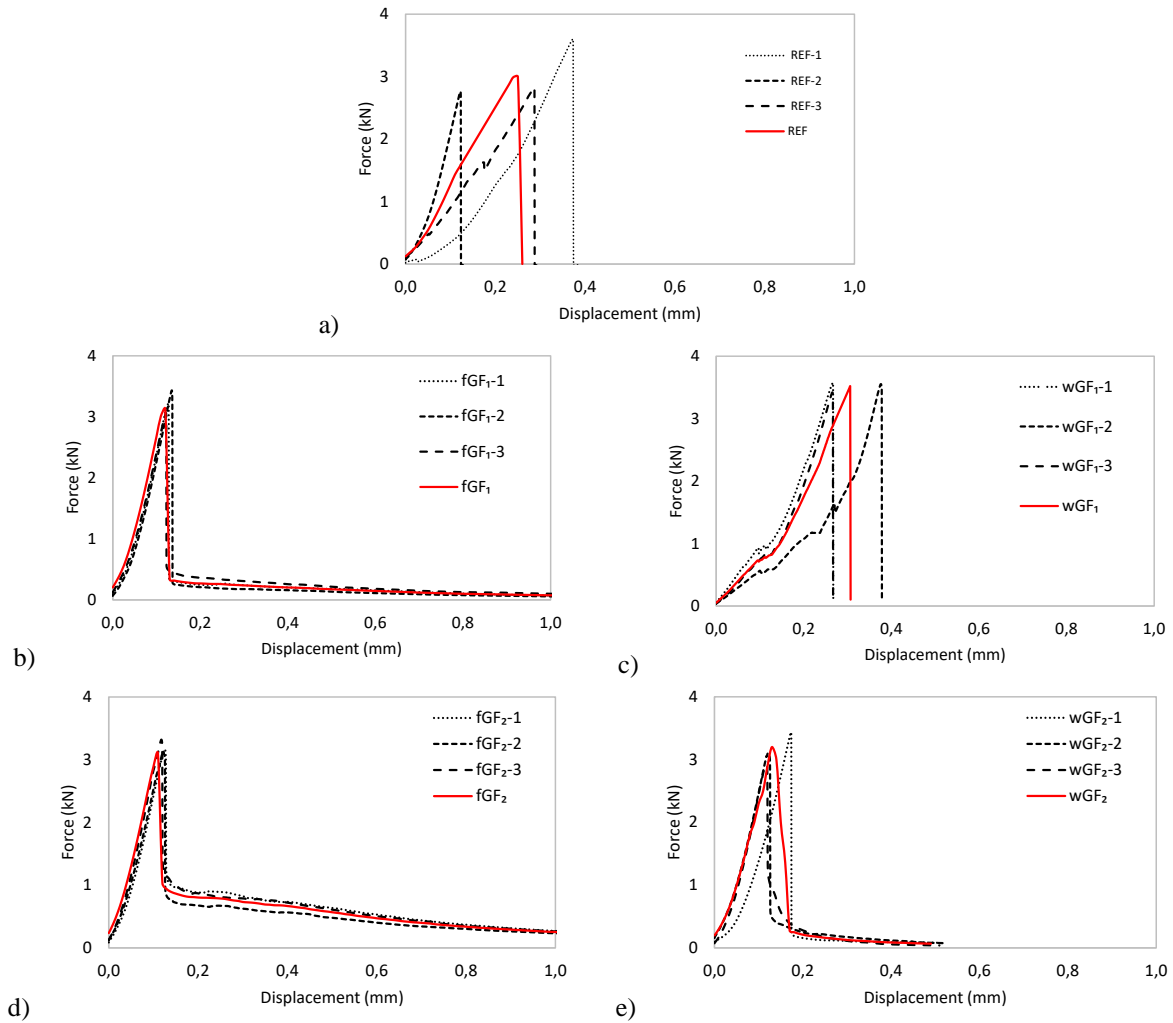 4
3
2
1
0
Force (kN)
REF-1
REF-2
REF-3
REF
0,0 0,2 0,4 0,6 0,8 1,0
Displacement (mm)
a)
4
3
2
1
0
Force (kN)
fGF₁-1
fGF₁-2
fGF₁-3
fGF₁
0,0 0,2 0,4 0,6 0,8 1,0
Displacement (mm)
b)
4
3
2
1
0
Force (kN)
wGF₁-1
wGF₁-2
wGF₁-3
wGF₁
0,0 0,2 0,4 0,6 0,8 1,0
Displacement (mm)
c)
4
3
2
1
0
Force (kN)
fGF₂-1
fGF₂-2
fGF₂-3
fGF₂
0,0 0,2 0,4 0,6 0,8 1,0
Displacement (mm)
d)
4
3
2
1
0
Force (kN)
wGF₂-1
wGF₂-2
wGF₂-3
wGF₂
0,0 0,2 0,4 0,6 0,8 1,0
Displacement (mm)
e)